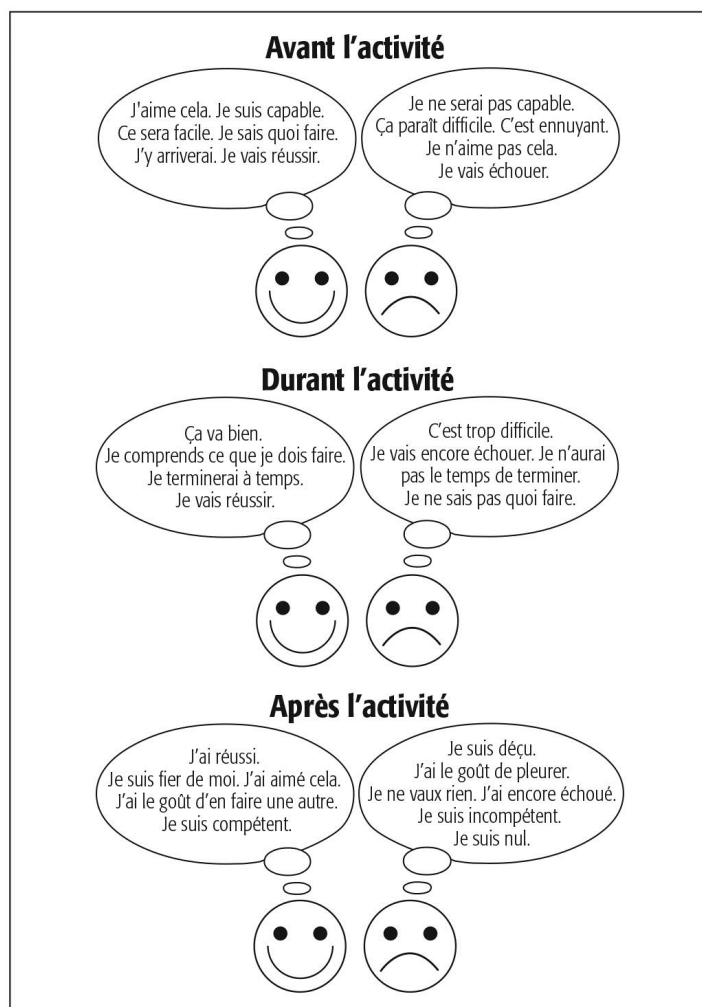 Avant l'activité
J'aime cela. Je suis capable.
Ce sera facile. Je sais quoi faire.
J'y arriverai. Je vais réussir.
Je ne serai pas capable.
Ça paraît difficile. C'est ennuyant.
Je n'aime pas cela.
Je vais échouer.
Durant l'activité
Ça va bien.
Je comprends ce que je dois faire.
Je terminerai à temps.
Je vais réussir.
C'est trop difficile.
Je vais encore échouer. Je n'aurai
pas le temps de terminer.
Je ne sais pas quoi faire.
Après l'activité
J'ai réussi.
Je suis fier de moi. J'ai aimé cela.
J'ai le goût d'en faire une autre.
Je suis compétent.
Je suis déçu.
J'ai le goût de pleurer.
Je ne vaux rien. J'ai encore échoué.
Je suis incompétent.
Je suis nul.